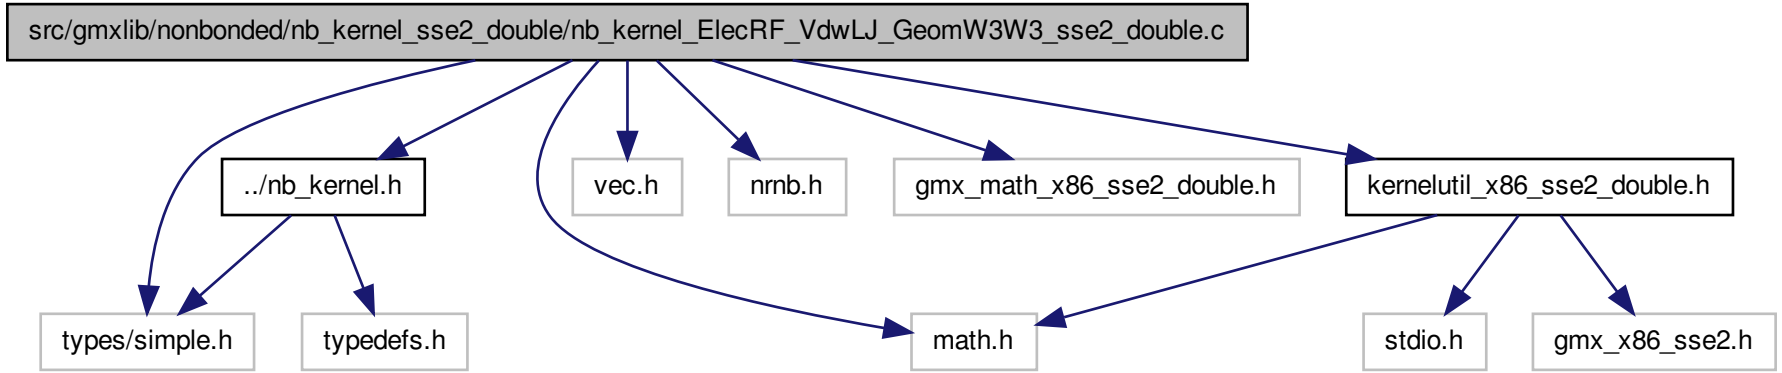 src/gmxlib/nonbonded/nb_kernel_sse2_double/nb_kernel_ElecRF_VdwLJ_GeomW3W3_sse2_double.c
../nb_kernel.h
vec.h
nrnb.h
gmx_math_x86_sse2_double.h
kernelutil_x86_sse2_double.h
types/simple.h
typedefs.h
math.h
stdio.h
gmx_x86_sse2.h